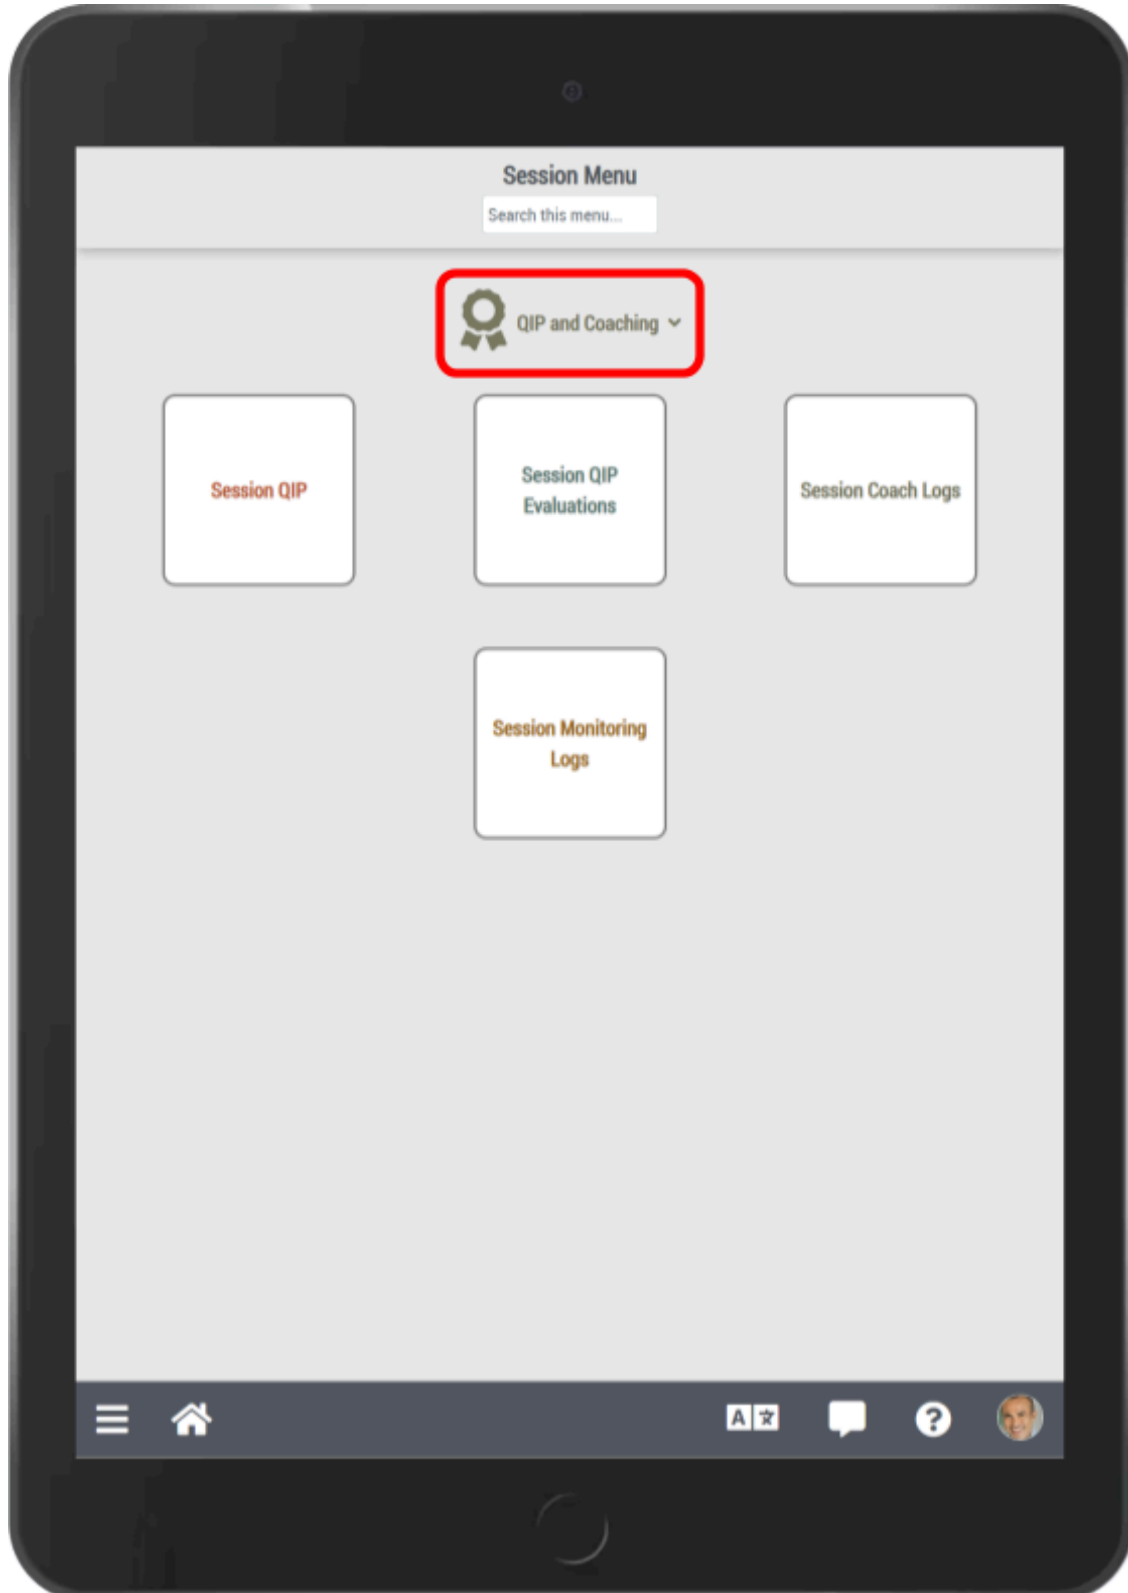 Session Menu
Search this menu...
QIP and Coaching
Session QIP
Session QIP
Evaluations
Session Coach Logs
Session Monitoring
Logs
A 文
?